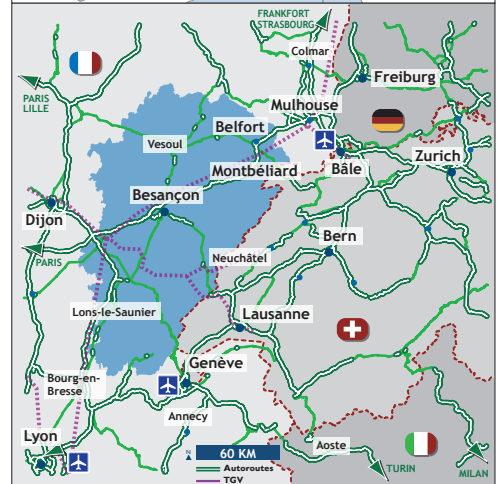 FRANKFORT
STRASBOURG
Colmar
Freiburg
PARIS
LILLE
Mulhouse
Belfort
Vesoul
Montbéliard
Bâle
Zurich
Besançon
Dijon
PARIS
Neuchâtel
Bern
Lons-le-Saunier
Lausanne
Genève
Bourg-en-
Bresse
Annecy
Lyon
Aoste
N
60 KM
Autoroutes
TGV
TURIN
MILAN